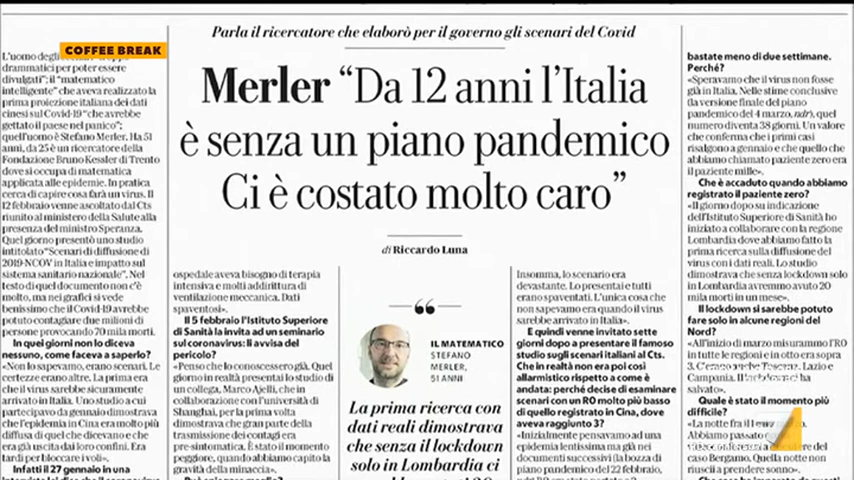 COFFEE BREAK
Parla il ricercatore che elaborò per il governo gli scenari del Covid
Merler “Da 12 anni l’Italia
è senza un piano pandemico
Ci è costato molto caro”
di Riccardo Luna
L’uomo degli
drammatici per poter essere
divulgati”; il “matematico
intelligente” che aveva realizzato la
prima proiezione italiana dei dati
cinesi sul Covid-19 “che avrebbe
gettato il paese nel panico”;
quell’uomo è Stefano Merler. Ha 51
anni, da 25 è un ricercatore della
Fondazione Bruno Kessler di Trento
dove si occupa di matematica
applicata alle epidemie. In pratica
cerca di capire cosa farà un virus. Il
12 febbraio venne ascoltato dal Cts
riunito al ministero della Salute alla
presenza del ministro Speranza.
Quel giorno presentò uno studio
intitolato “Scenari di diffusione di
2019-NCOV in Italia e impatto sul
sistema sanitario nazionale”. Nel
testo di quel documento non c’è
molto, ma nei grafici si vede
benissimo che il Covid-19 avrebbe
potuto contagiare due milioni di
persone provocando 70 mila morti.
In quei giorni non lo diceva
nessuno, come faceva a saperlo?
«Non lo sapevamo, erano scenari. Le
certezze erano altre. La prima era
che il virus sarebbe sicuramente
arrivato in Italia. Uno studio a cui
partecipavo da gennaio dimostrava
che l’epidemia in Cina era molto più
diffusa di quel che dicevano e che
era già uscita dai loro confini. Era
tardi per bloccare i voli».
Infatti il 27 gennaio in una
ospedale aveva bisogno di terapia
intensiva e molti addirittura di
ventilazione meccanica. Dati
spaventosi».
Il 5 febbraio l’Istituto Superiore
di Sanità la invita ad un seminario
sul coronavirus: li avvisa del
pericolo?
«Penso che lo conoscessero già. Quel
giorno in realtà presentai lo studio di
un collega, Marco Ajelli, che in
collaborazione con l’università di
Shanghai, per la prima volta
dimostrava che gran parte della
trasmissione dei contagi era
pre-sintomatica. È stato il momento
peggiore, quando abbiamo capito la
gravità della minaccia».
“
IL MATEMATICO
STEFANO
MERLER,
51 ANNI
La prima ricerca con
dati reali dimostrava
che senza il lockdown
solo in Lombardia ci
Insomma, lo scenario era
devastante. Lo presentai e tutti
erano spaventati. L’unica cosa che
non sapevamo era quando il virus
sarebbe arrivato in Italia».
E quindi venne invitato sette
giorni dopo a presentare il famoso
studio sugli scenari italiani al Cts.
Che in realtà non era poi così
allarmistico rispetto a come è
andata: perché decise di esaminare
scenari con un R0 molto più basso
di quello registrato in Cina, dove
aveva raggiunto 3?
«Inizialmente pensavamo ad una
epidemia lentissima ma già nei
documenti successivi (la bozza di
piano pandemico del 22 febbraio,
bastate meno di due settimane.
Perché?
«Speravamo che il virus non fosse
già in Italia. Nelle stime conclusive
(la versione finale del piano
pandemico del 4 marzo, ndr), quel
numero diventa 38 giorni. Un valore
che conferma che i primi casi
risalgono a gennaio e che quello che
abbiamo chiamato paziente zero era
il paziente mille».
Che è accaduto quando abbiamo
registrato il paziente zero?
«Il giorno dopo su indicazione
dell’Istituto Superiore di Sanità ho
iniziato a collaborare con la regione
Lombardia dove abbiamo fatto la
prima ricerca sulla diffusione del
virus con i dati reali. Lo studio
dimostrava che senza lockdown solo
in Lombardia avremmo avuto 20
mila morti in un mese».
Il lockdown si sarebbe potuto
fare solo in alcune regioni del
Nord?
«All’inizio di marzo misurammo l’R0
in tutte le regioni e in otto era sopra
3. C’erano anche Toscana, Lazio e
Campania. Il lockdown ci ha
salvato».
Quale è stato il momento più
difficile?
«La notte fra il
Abbiamo passato
del
caso Bergamo. Quella notte non
riuscii a prendere sonno».